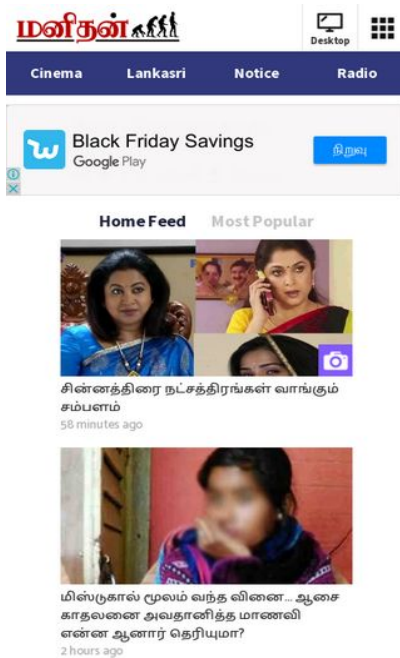 மனிதன்
Desktop
Cinema Lankasri Notice Radio
Black Friday Savings
Google Play
நிறுவு
Home Feed Most Popular
சின்னத்திரை நட்சத்திரங்கள் வாங்கும்
சம்பளம்
58 minutes ago
மிஸ்டுகால் மூலம் வந்த வினை... ஆசை
காதலனை அவதானித்த மாணவி
என்ன ஆனார் தெரியுமா?
2 hours ago